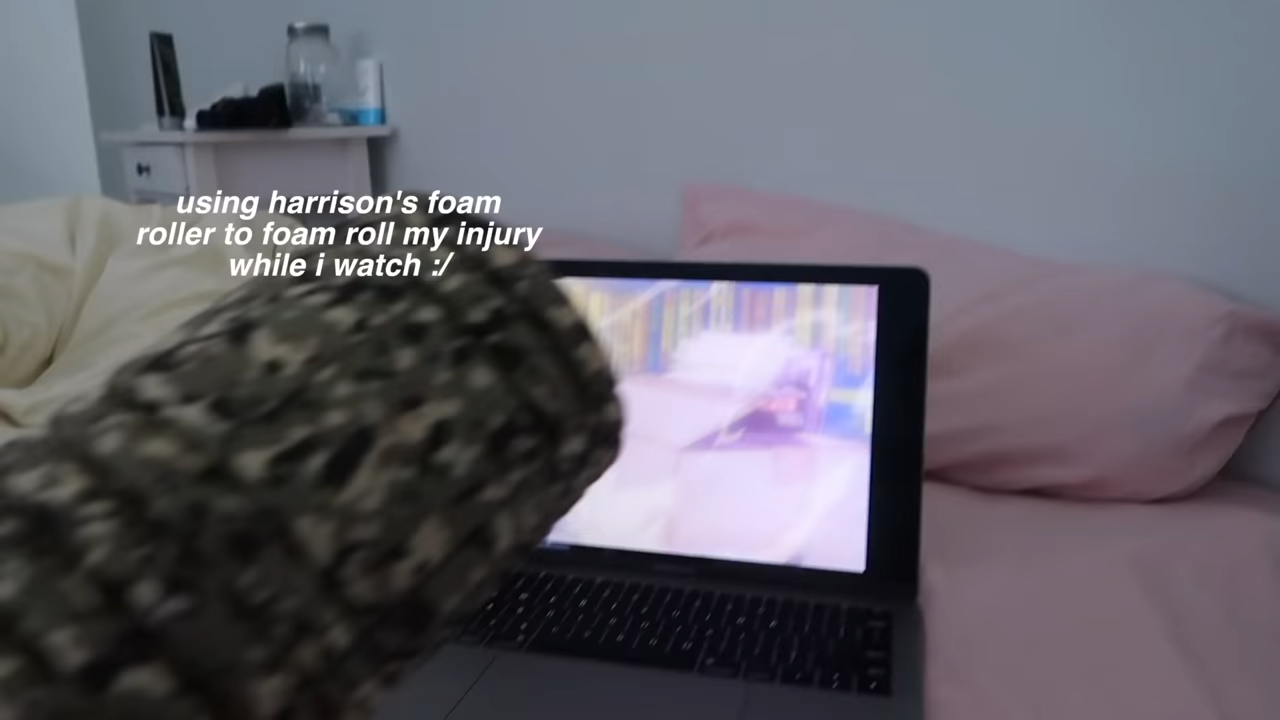 using harrison's foam
roller to foam roll my injury
while i watch :/